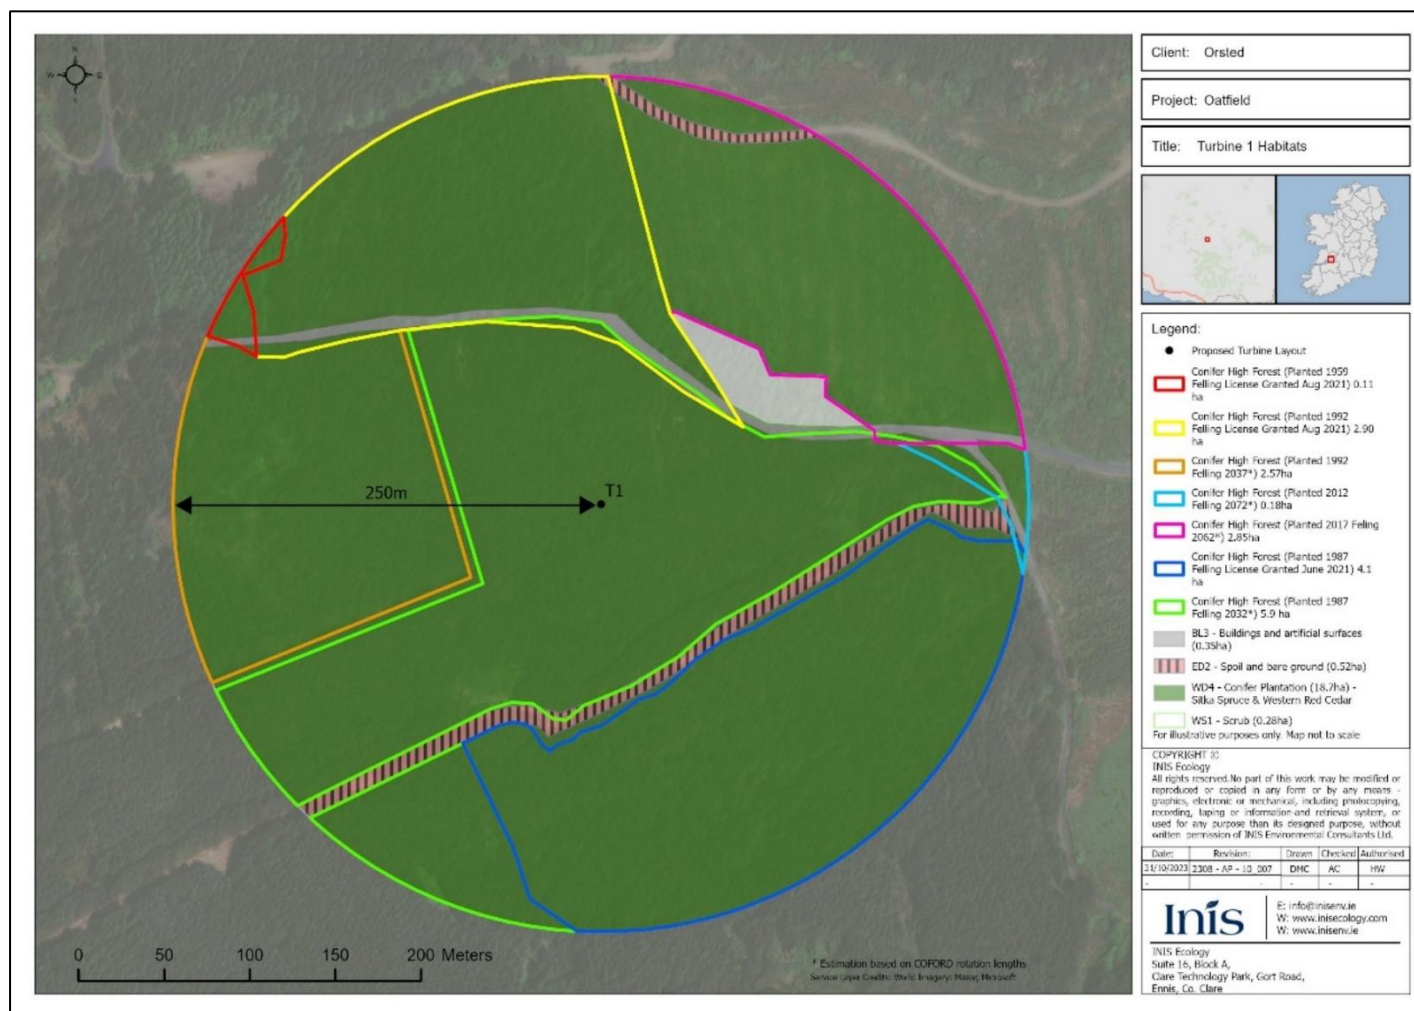 N
W
E
S
250m
T1
0 50 100 150 200 Meters
* Estimation based on COFORD rotation lengths
Service Layer Credits: World Imagery: Maxar, Microsoft
Client: Orsted
Project: Oatfield
Title: Turbine 1 Habitats
Legend:
Proposed Turbine Layout
Conifer High Forest (Planted 1959
Felling License Granted Aug 2021) 0.11
ha
Conifer High Forest (Planted 1992
Felling License Granted Aug 2021) 2.90
ha
Conifer High Forest (Planted 1992
Felling 2037*) 2.57ha
Conifer High Forest (Planted 2012
Felling 2072*) 0.18ha
Conifer High Forest (Planted 2017 Feling
2062*) 2.85ha
Conifer High Forest (Planted 1987
Felling License Granted June 2021) 4.1
ha
Conifer High Forest (Planted 1987
Felling 2032*) 5.9 ha
BL3 - Buildings and artificial surfaces
(0.35ha)
ED2 - Spoil and bare ground (0.52ha)
WD4 - Conifer Plantation (18.7ha) -
Sitka Spruce & Western Red Cedar
WS1 - Scrub (0.28ha)
For illustrative purposes only. Map not to scale
COPYRIGHT ©
INIS Ecology
All rights reserved.No part of this work may be modified or
reproduced or copied in any form or by any means -
graphics, electronic or mechanical, including photocopying,
recording, taping or information-and retrieval system, or
used for any purpose than its designed purpose, without
written permission of INIS Environmental Consultants Ltd.
Date: Revision: Drawn Checked Authorised
31/10/2023 2308 - AP - 10_007 DMC AC HW
- - - - -
Inis
E: info@inisenv.ie
W: www.inisecology.com
W: www.inisenv.ie
INIS Ecology
Suite 16, Block A,
Clare Technology Park, Gort Road,
Ennis, Co. Clare